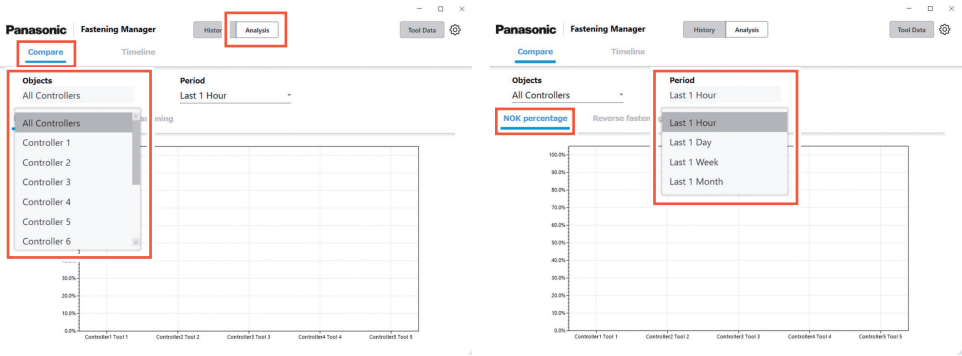 Panasonic Fastening Manager History Analysis Tool Data
Compare Timeline
Objects Period
All Controllers Last 1 Hour
All Controllers
Controller 1
Controller 2
Controller 3
Controller 4
Controller 5
Controller 6
30.0%
20.0%
10.0%
0.0%
Controller1 Tool 1 Controller2 Tool 2 Controller3 Tool 3 Controller4 Tool 4 Controller5 Tool 5
Panasonic Fastening Manager History Analysis Tool Data
Compare Timeline
Objects Period
All Controllers Last 1 Hour
NOK percentage Reverse fasten
Last 1 Hour
Last 1 Day
Last 1 Week
Last 1 Month
100.0%
90.0%
80.0%
70.0%
60.0%
50.0%
40.0%
30.0%
20.0%
10.0%
0.0%
Controller1 Tool 1 Controller2 Tool 2 Controller3 Tool 3 Controller4 Tool 4 Controller5 Tool 5